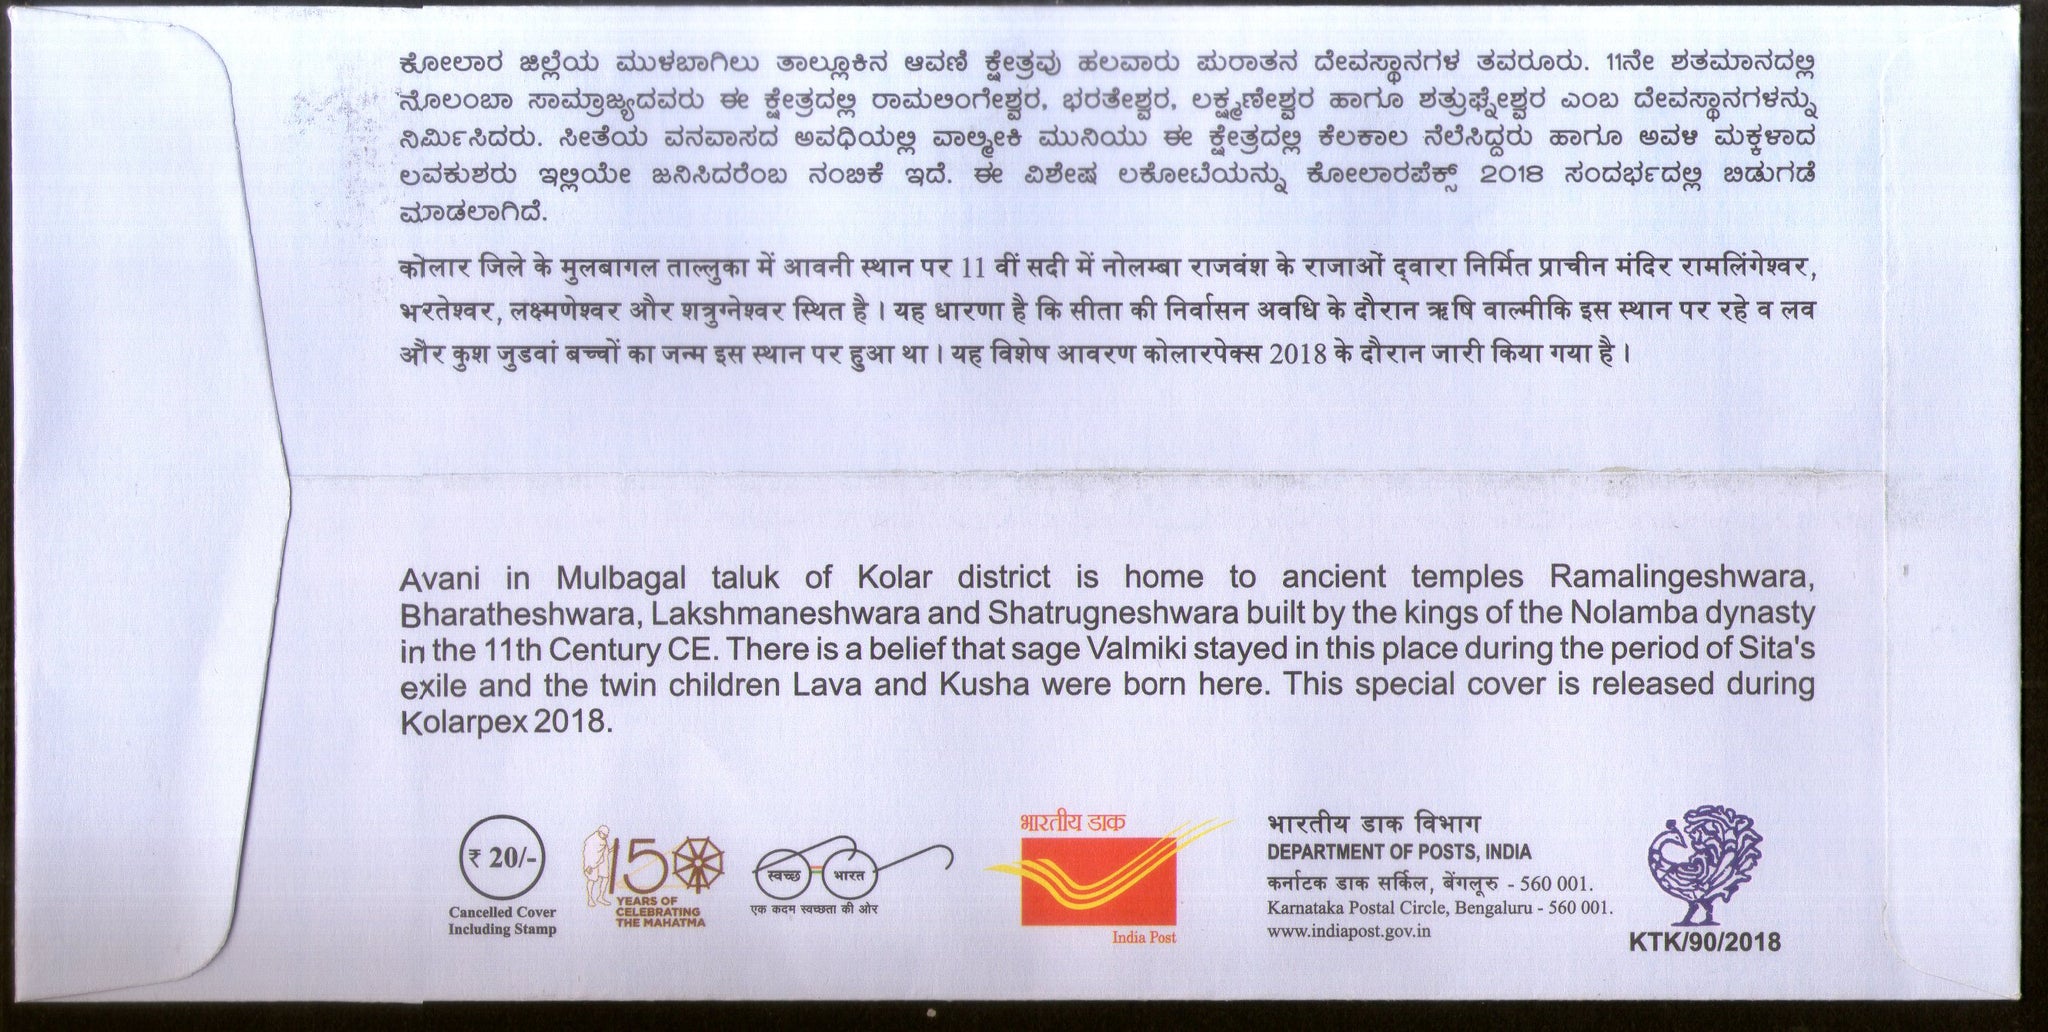 ಕೋಲಾರ ಜಿಲ್ಲೆಯ ಮುಳಬಾಗಿಲು ತಾಲ್ಲೂಕಿನ ಆವಣಿ ಕ್ಷೇತ್ರವು ಹಲವಾರು ಪುರಾತನ ದೇವಸ್ಥಾನಗಳ ತವರೂರು. 11ನೇ ಶತಮಾನದಲ್ಲಿ
ನೊಲಂಬಾ ಸಾಮ್ರಾಜ್ಯದವರು ಈ ಕ್ಷೇತ್ರದಲ್ಲಿ ರಾಮಲಿಂಗೇಶ್ವರ, ಭರತೇಶ್ವರ, ಲಕ್ಷ್ಮಣೇಶ್ವರ ಹಾಗೂ ಶತ್ರುಘ್ನೇಶ್ವರ ಎಂಬ ದೇವಸ್ಥಾನಗಳನ್ನು
ನಿರ್ಮಿಸಿದರು. ಸೀತೆಯ ವನವಾಸದ ಅವಧಿಯಲ್ಲಿ ವಾಲ್ಮೀಕಿ ಮುನಿಯು ಈ ಕ್ಷೇತ್ರದಲ್ಲಿ ಕೆಲಕಾಲ ನೆಲೆಸಿದ್ದರು ಹಾಗೂ ಅವಳ ಮಕ್ಕಳಾದ
ಲವಕುಶರು ಇಲ್ಲಿಯೇ ಜನಿಸಿದರೆಂಬ ನಂಬಿಕೆ ಇದೆ. ಈ ವಿಶೇಷ ಲಕೋಟೆಯನ್ನು ಕೋಲಾರಪೆಕ್ಸ್ 2018 ಸಂದರ್ಭದಲ್ಲಿ ಬಿಡುಗಡೆ
ಮಾಡಲಾಗಿದೆ.
कोलार जिले के मुलबागल ताल्लुका में आवनी स्थान पर 11 वीं सदी में नोलम्बा राजवंश के राजाओं द्वारा निर्मित प्राचीन मंदिर रामलिंगेश्वर,
भरतेश्वर, लक्ष्मणेश्वर और शत्रुग्नेश्वर स्थित है। यह धारणा है कि सीता की निर्वासन अवधि के दौरान ऋषि वाल्मीकि इस स्थान पर रहे व लव
और कुश जुडवां बच्चों का जन्म इस स्थान पर हुआ था। यह विशेष आवरण कोलारपेक्स 2018 के दौरान जारी किया गया है।
Avani in Mulbagal taluk of Kolar district is home to ancient temples Ramalingeshwara,
Bharatheshwara, Lakshmaneshwara and Shatrugneshwara built by the kings of the Nolamba dynasty
in the 11th Century CE. There is a belief that sage Valmiki stayed in this place during the period of Sita's
exile and the twin children Lava and Kusha were born here. This special cover is released during
Kolarpex 2018.
₹ 20/-
Cancelled Cover
Including Stamp
150
YEARS OF
CELEBRATING
THE MAHATMA
स्वच्छ भारत
एक कदम स्वच्छता की ओर
भारतीय डाक
India Post
भारतीय डाक विभाग
DEPARTMENT OF POSTS, INDIA
कर्नाटक डाक सर्किल, बेंगलूरु - 560 001.
Karnataka Postal Circle, Bengaluru - 560 001.
www.indiapost.gov.in
KTK/90/2018